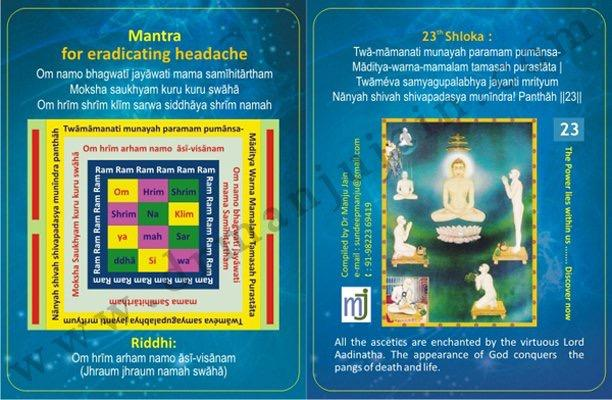 Mantra
for eradicating headache
Om namo bhagwatī jayāwati mama samīhitārtham
Moksha saukhyam kuru kuru swāhā
Om hrīm shrīm klīm sarwa siddhāya shrīm namah
Twāmāmanati munayah paramam pumānsa-
Māditya Warna Mamalam Tamasah Purastāta
Twaméva samyagupalabhya jayanti mrityum
Nānyah shivah shivapadasya munīndra panthāh
Om hrīm arham namo āsī-visānam
Om namo bhagwatī jayāwati
mama Samīhitārtham
mama Samīhitārtham
Moksha Saukhyam kuru kuru swāhā
Ram Ram Ram Ram Ram
Ram Ram Ram Ram Ram
Ram Ram Ram Ram Ram
Ram Ram Ram Ram Ram
Om Hrim Shrim
Shrim Na Klim
ya mah Sar
ddhā Si wa
Riddhi:
Om hrīm arham namo āsī-visānam
(Jhraum jhraum namah swāhā)
23th Shloka :
Twā-māmanati munayah paramam pumānsa-
Māditya-warna-mamalam tamasah purastāta |
Twaméva samyagupalabhya jayanti mrityum
Nānyah shivah shivapadasya munīndra! Panthāh ||23||
Compiled by Dr Manju Jain
e-mail : sundeepmanju@gmail.com
: 91-98223 69419
mj
23
The Power lies within us ....... Discover now
All the ascetics are enchanted by the virtuous Lord
Aadinatha. The appearance of God conquers the
pangs of death and life.